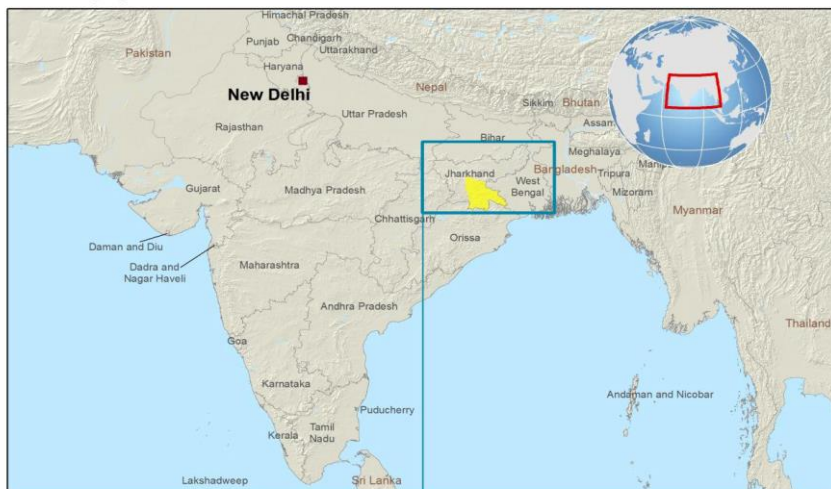 Himachal Pradesh
Punjab
Chandigarh
Uttarakhand
Pakistan
Haryana
New Delhi
Nepal
Sikkim
Bhutan
Uttar Pradesh
Assam
Rajasthan
Bihar
Meghalaya
Jharkhand
Bangladesh
Tripura
West
Bengal
Gujarat
Madhya Pradesh
Mizoram
Myanmar
Chhattisgarh
Daman and Diu
Orissa
Dadra and
Nagar Haveli
Maharashtra
Andhra Pradesh
Thailand
Goa
Karnataka
Andaman and Nicobar
Puducherry
Kerala
Tamil
Nadu
Lakshadweep
Sri Lanka